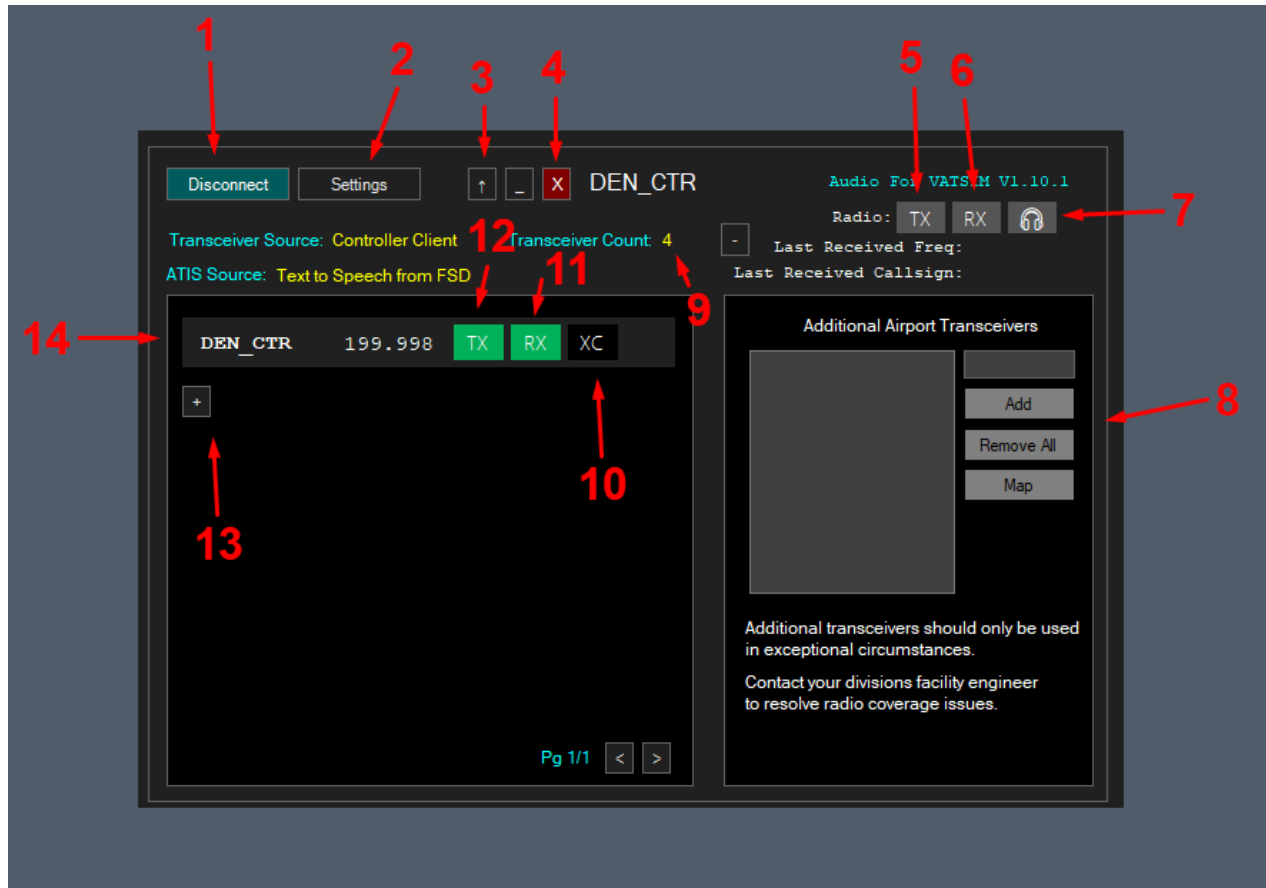 1
2
3
4
5
6
Disconnect Settings ↑ _ X DEN_CTR Audio For VATSIM V1.10.1
Radio: TX RX 7
Transceiver Source: Controller Client 12 Transceiver Count: 4 - Last Received Freq:
ATIS Source: Text to Speech from FSD 11 9 Last Received Callsign:
14 DEN_CTR 199.998 TX RX XC
+
10
13
Pg 1/1 < >
Additional Airport Transceivers
Add 8
Remove All
Map
Additional transceivers should only be used
in exceptional circumstances.
Contact your divisions facility engineer
to resolve radio coverage issues.